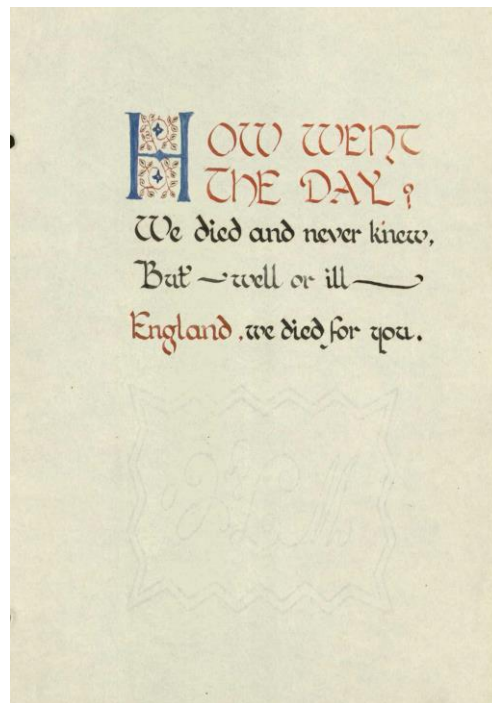 HOW WENT
THE DAY?
We died and never knew,
But — well or ill —
England, we died for you.